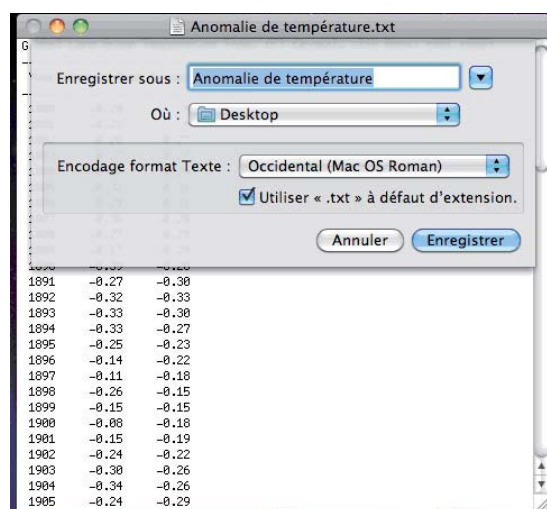 Anomalie de température.txt
G
Enregistrer sous : Anomalie de température
Où : Desktop
Encodage format Texte : Occidental (Mac OS Roman)
Utiliser « .txt » à défaut d'extension.
Annuler Enregistrer
1891 -0.27 -0.30
1892 -0.32 -0.33
1893 -0.33 -0.30
1894 -0.33 -0.27
1895 -0.25 -0.23
1896 -0.14 -0.22
1897 -0.11 -0.18
1898 -0.26 -0.15
1899 -0.15 -0.15
1900 -0.08 -0.18
1901 -0.15 -0.19
1902 -0.24 -0.22
1903 -0.30 -0.26
1904 -0.34 -0.26
1905 -0.24 -0.29